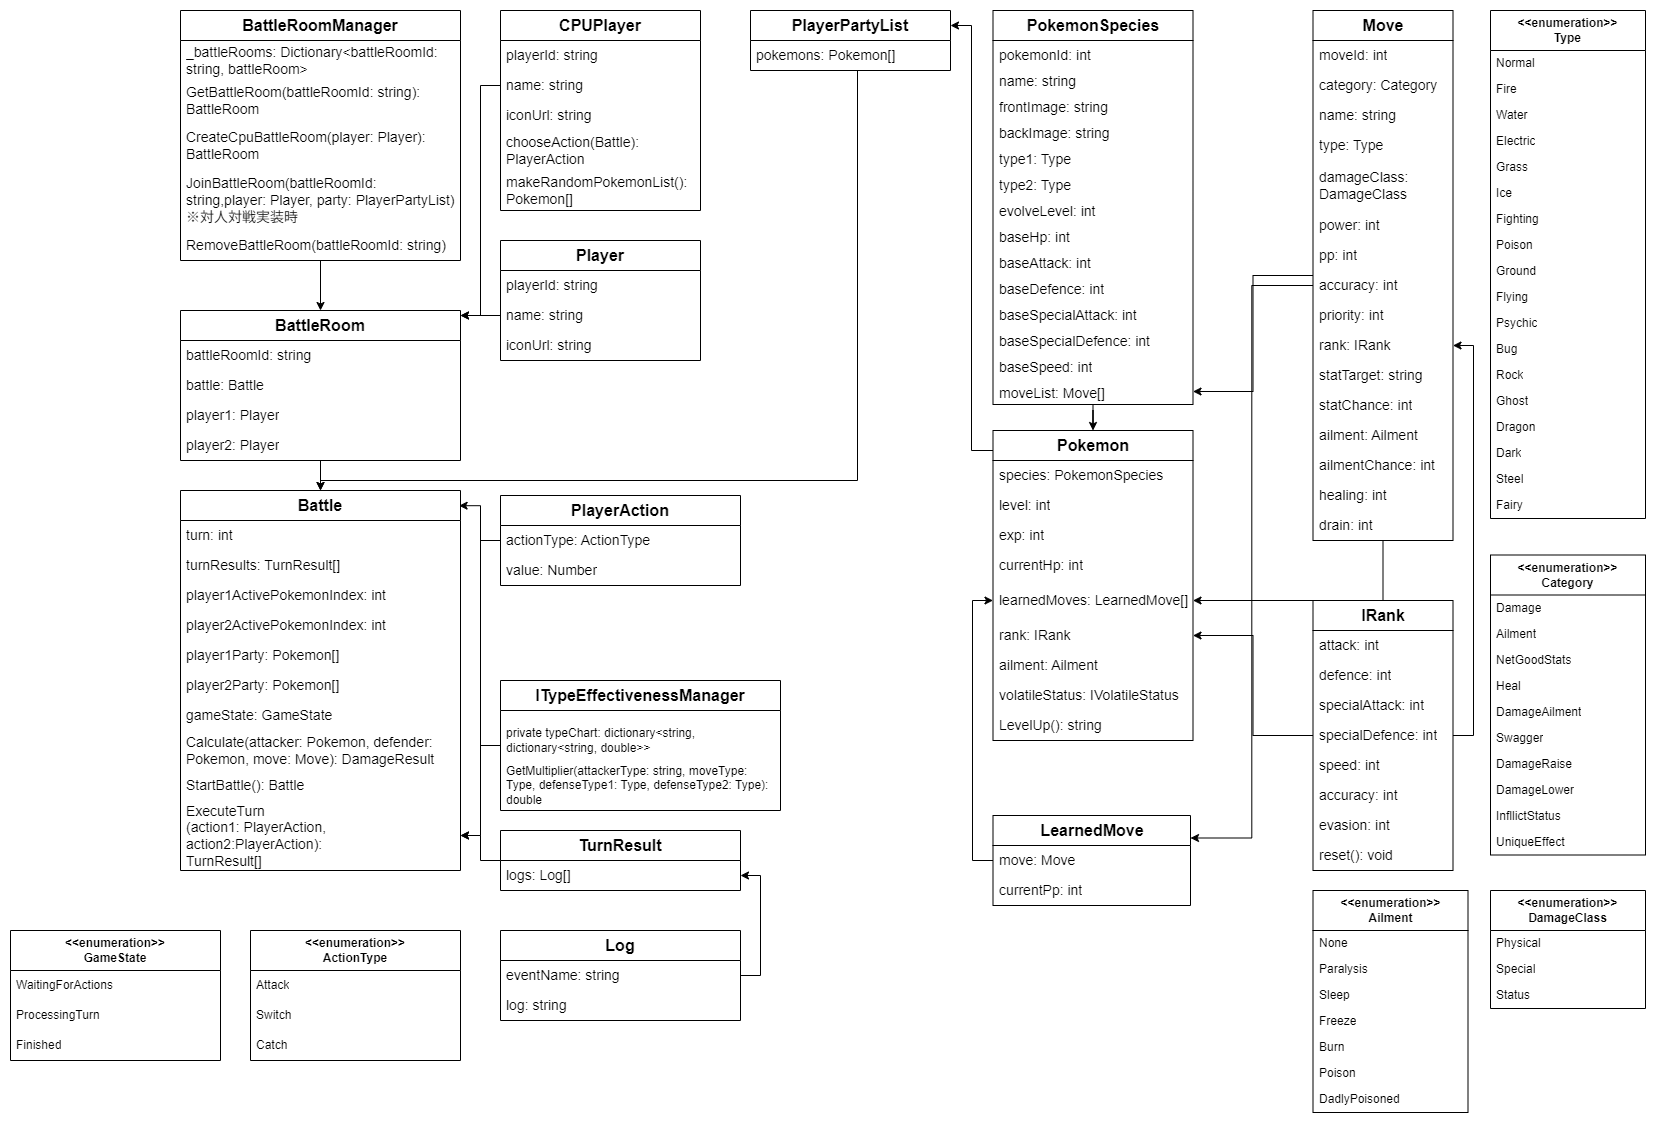 BattleRoomManager
_battleRooms: Dictionary<battleRoomId:
string, battleRoom>
GetBattleRoom(battleRoomId: string):
BattleRoom
CreateCpuBattleRoom(player: Player):
BattleRoom
JoinBattleRoom(battleRoomId:
string,player: Player, party: PlayerPartyList)
※対人対戦実装時
RemoveBattleRoom(battleRoomId: string)
CPUPlayer
playerId: string
name: string
iconUrl: string
chooseAction(Battle):
PlayerAction
makeRandomPokemonList():
Pokemon[]
Player
playerId: string
name: string
iconUrl: string
BattleRoom
battleRoomId: string
battle: Battle
player1: Player
player2: Player
Battle
turn: int
turnResults: TurnResult[]
player1ActivePokemonIndex: int
player2ActivePokemonIndex: int
player1Party: Pokemon[]
player2Party: Pokemon[]
gameState: GameState
Calculate(attacker: Pokemon, defender:
Pokemon, move: Move): DamageResult
StartBattle(): Battle
ExecuteTurn
(action1: PlayerAction,
action2:PlayerAction):
TurnResult[]
PlayerAction
actionType: ActionType
value: Number
ITypeEffectivenessManager
private typeChart: dictionary<string,
dictionary<string, double>>
GetMultiplier(attackerType: string, moveType:
Type, defenseType1: Type, defenseType2: Type):
double
TurnResult
logs: Log[]
Log
eventName: string
log: string
<<enumeration>>
GameState
WaitingForActions
ProcessingTurn
Finished
<<enumeration>>
ActionType
Attack
Switch
Catch
PlayerPartyList
pokemons: Pokemon[]
PokemonSpecies
pokemonId: int
name: string
frontImage: string
backImage: string
type1: Type
type2: Type
evolveLevel: int
baseHp: int
baseAttack: int
baseDefence: int
baseSpecialAttack: int
baseSpecialDefence: int
baseSpeed: int
moveList: Move[]
Pokemon
species: PokemonSpecies
level: int
exp: int
currentHp: int
learnedMoves: LearnedMove[]
rank: IRank
ailment: Ailment
volatileStatus: IVolatileStatus
LevelUp(): string
LearnedMove
move: Move
currentPp: int
Move
moveId: int
category: Category
name: string
type: Type
damageClass:
DamageClass
power: int
pp: int
accuracy: int
priority: int
rank: IRank
statTarget: string
statChance: int
ailment: Ailment
ailmentChance: int
healing: int
drain: int
IRank
attack: int
defence: int
specialAttack: int
specialDefence: int
speed: int
accuracy: int
evasion: int
reset(): void
<<enumeration>>
Ailment
None
Paralysis
Sleep
Freeze
Burn
Poison
DadlyPoisoned
<<enumeration>>
Type
Normal
Fire
Water
Electric
Grass
Ice
Fighting
Poison
Ground
Flying
Psychic
Bug
Rock
Ghost
Dragon
Dark
Steel
Fairy
<<enumeration>>
Category
Damage
Ailment
NetGoodStats
Heal
DamageAilment
Swagger
DamageRaise
DamageLower
InfllictStatus
UniqueEffect
<<enumeration>>
DamageClass
Physical
Special
Status